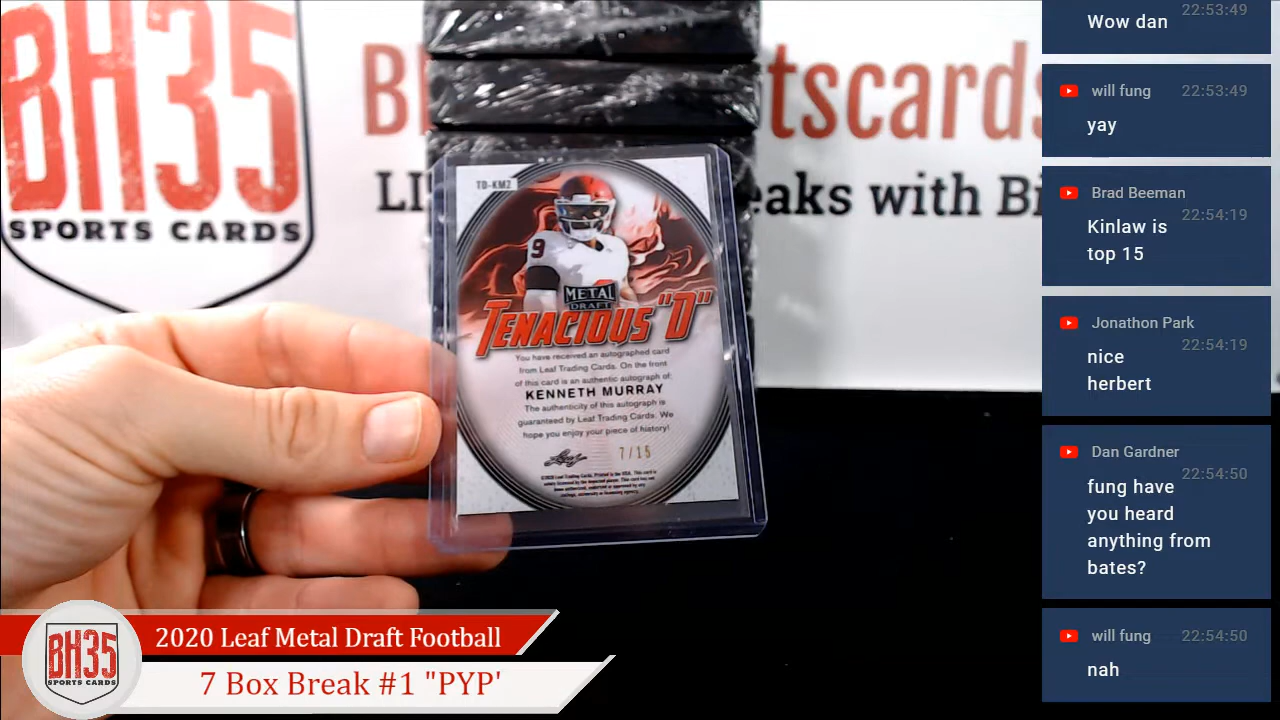 BH35
SPORTS CARDS
B
tscards
LI
eaks with Bi
TD-KM2
9
METAL
DRAFT
TENACIOUS "D"
You have received an autographed card
from Leaf Trading Cards. On the front
of this card is an authentic autograph of:
KENNETH MURRAY
The authenticity of this autograph is
guaranteed by Leaf Trading Cards. We
hope you enjoy your piece of history!
Leaf
7/15
BH35
SPORTS CARDS
2020 Leaf Metal Draft Football
7 Box Break #1 "PYP'
22:53:49
Wow dan
will fung 22:53:49
yay
Brad Beeman
22:54:19
Kinlaw is
top 15
Jonathon Park
22:54:19
nice
herbert
Dan Gardner
22:54:50
fung have
you heard
anything from
bates?
will fung 22:54:50
nah